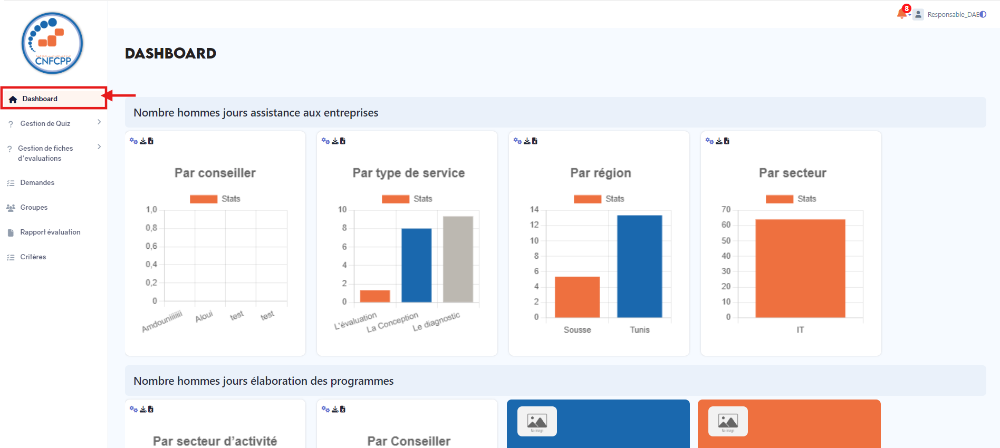 CNFCPP
8
Responsable_DAE
DASHBOARD
Dashboard
Gestion de Quiz
Gestion de fiches
d'evaluations
Demandes
Groupes
Rapport évaluation
Critères
Nombre hommes jours assistance aux entreprises
Par conseiller
Stats
1,0
0,8
0,6
0,4
0,2
0
Amdouniiiiiii
Aloui
test
test
Par type de service
Stats
10
8
6
4
2
0
L'évaluation
La Conception
Le diagnostic
Par région
Stats
14
12
10
8
6
4
2
0
Sousse
Tunis
Par secteur
Stats
70
60
50
40
30
20
10
0
IT
Nombre hommes jours élaboration des programmes
Par secteur d'activité
Par Conseiller
No image
No image